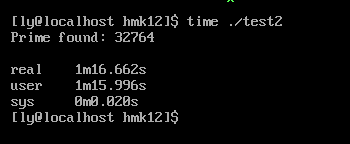 [ly@localhost hmk12]$ time ./test2
Prime found: 32764
real    1m16.662s
user    1m15.996s
sys     0m0.020s
[ly@localhost hmk12]$